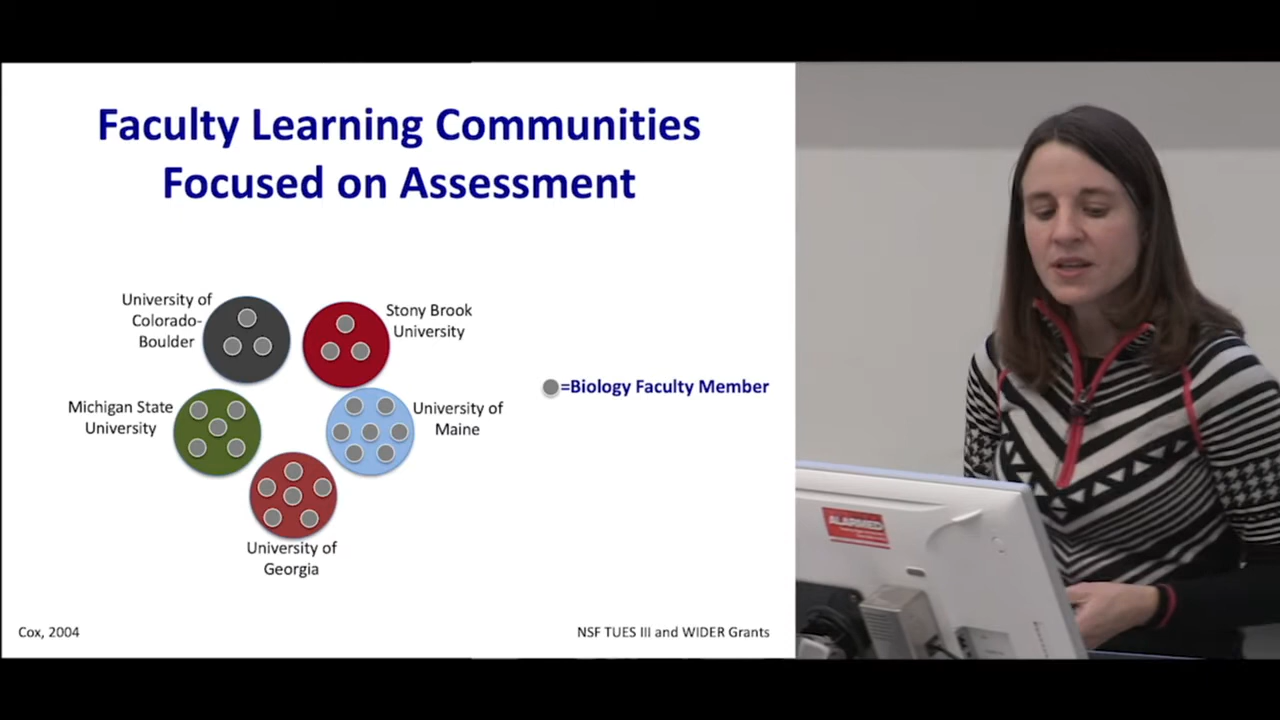 Faculty Learning Communities
Focused on Assessment
University of
Colorado-
Boulder
Stony Brook
University
=Biology Faculty Member
Michigan State
University
University of
Maine
University of
Georgia
Cox, 2004
NSF TUES III and WIDER Grants
ALARMED